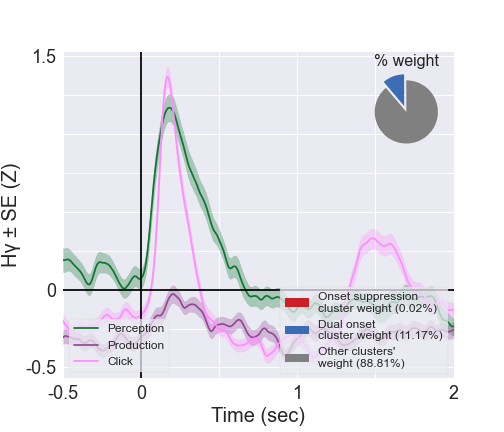 % weight
1.5
0
-0.5
Hγ ± SE (Z)
Perception
Production
Click
Onset suppression
cluster weight (0.02%)
Dual onset
cluster weight (11.17%)
Other clusters'
weight (88.81%)
-0.5
0
1
2
Time (sec)